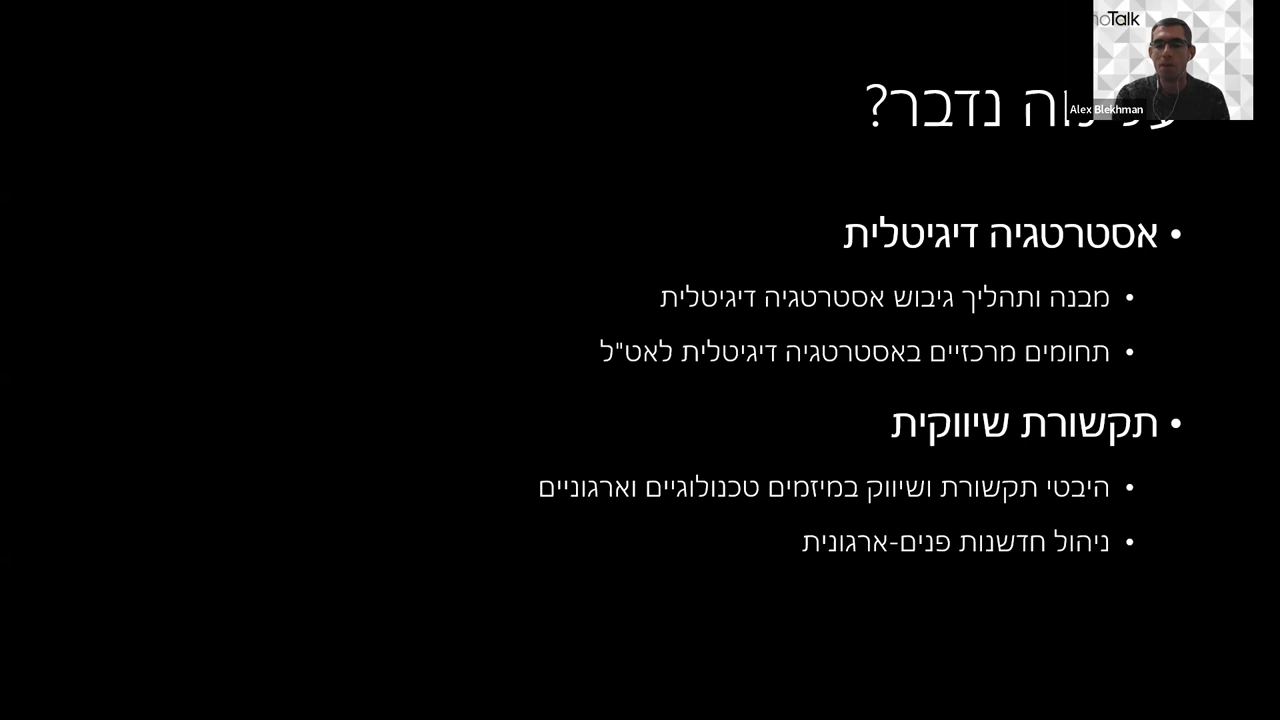 Talk
Alex Blekhman
נדבר?
• אסטרטגיה דיגיטלית
• מבנה ותהליך גיבוש אסטרטגיה דיגיטלית
• תחומים מרכזיים באסטרטגיה דיגיטלית לאט"ל
• תקשורת שיווקית
• היבטי תקשורת ושיווק במיזמים טכנולוגיים וארגוניים
• ניהול חדשנות פנים-ארגונית